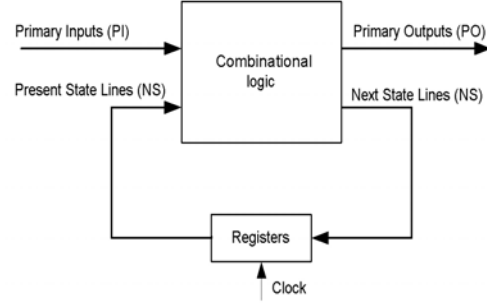 Primary Inputs (PI)
Primary Outputs (PO)
Combinational
logic
Present State Lines (NS)
Next State Lines (NS)
Registers
Clock